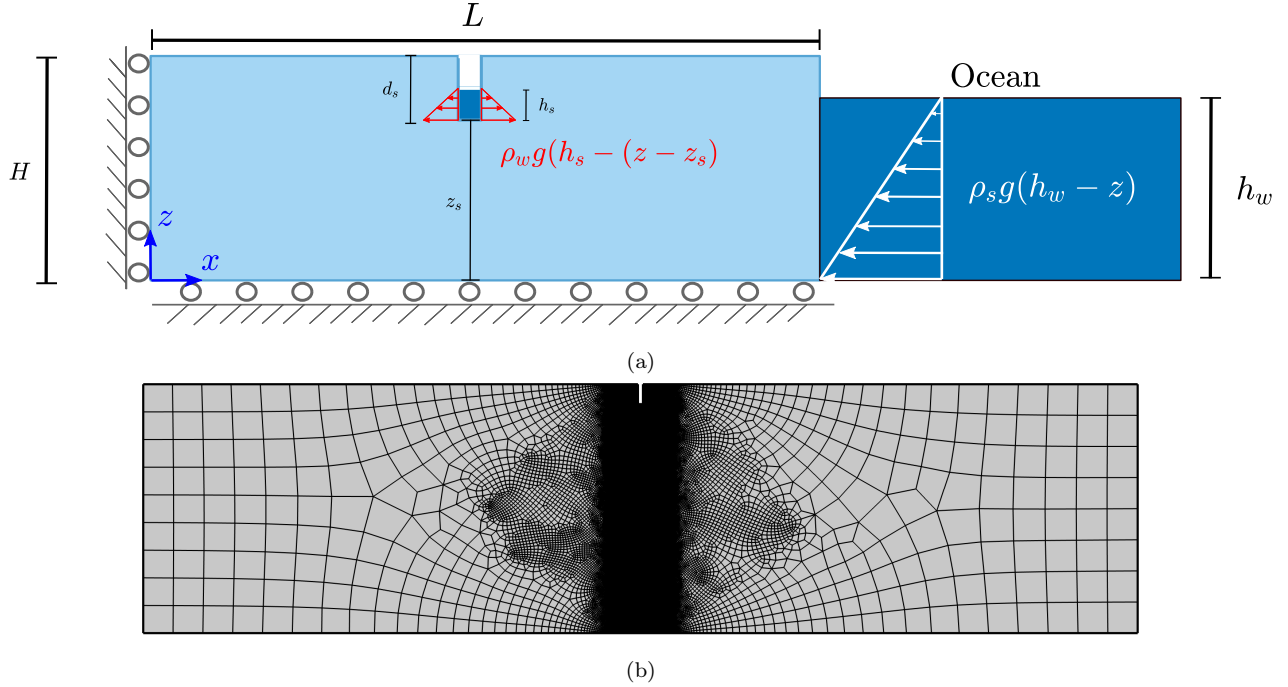 L
Ocean
d_s
h_s
H
ρ_w g(h_s − (z − z_s)
z_s
ρ_s g(h_w − z)
h_w
z
x
(a)
(b)